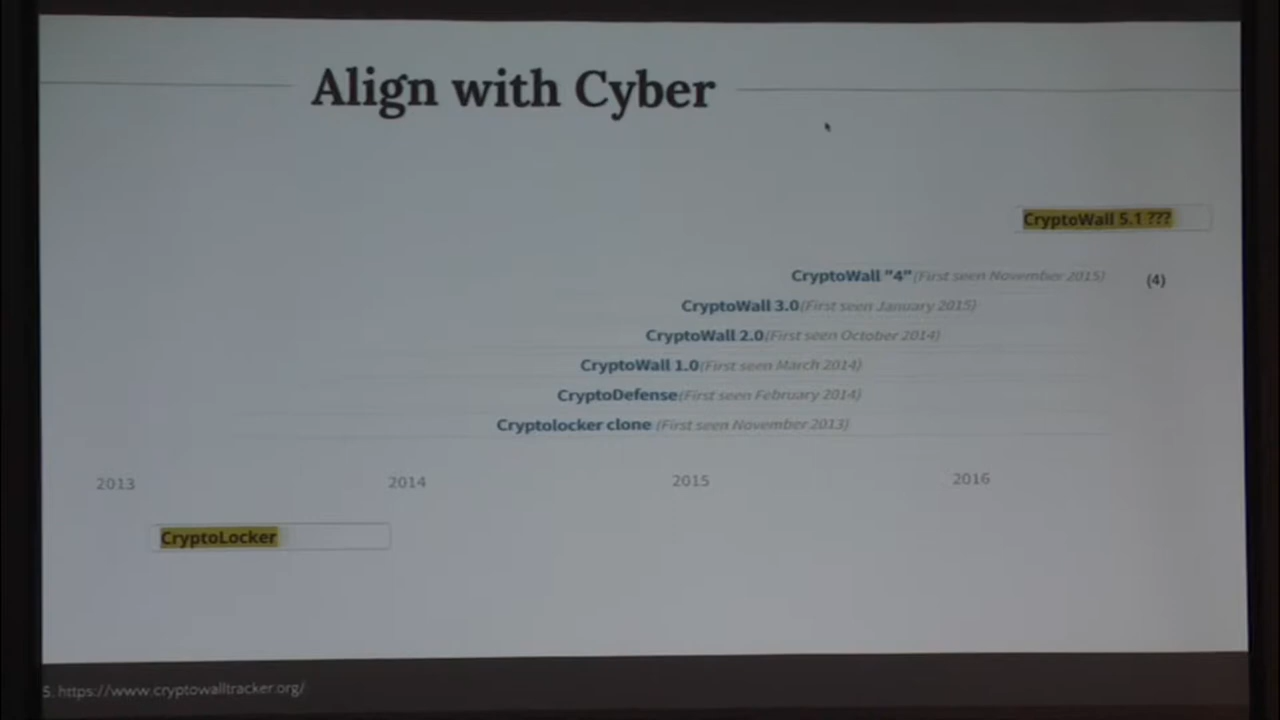 Align with Cyber
CryptoWall 5.1 ???
CryptoWall "4" (First seen November 2015)
(4)
CryptoWall 3.0 (First seen January 2015)
CryptoWall 2.0 (First seen October 2014)
CryptoWall 1.0 (First seen March 2014)
CryptoDefense (First seen February 2014)
Cryptolocker clone (First seen November 2013)
2013 2014 2015 2016
CryptoLocker
5. https://www.cryptowalltracker.org/